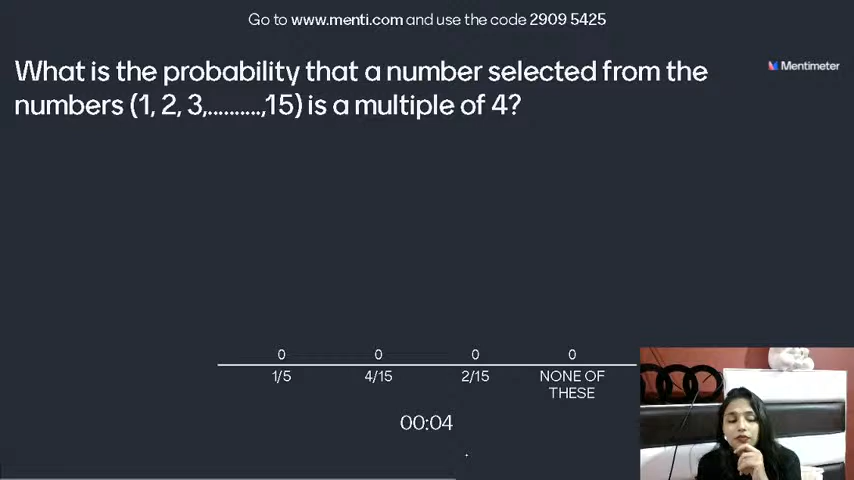 Go to www.menti.com and use the code 2909 5425
What is the probability that a number selected from the
numbers (1, 2, 3,..........,15) is a multiple of 4?
Mentimeter
0 0 0 0
1/5 4/15 2/15 NONE OF
THESE
00:04